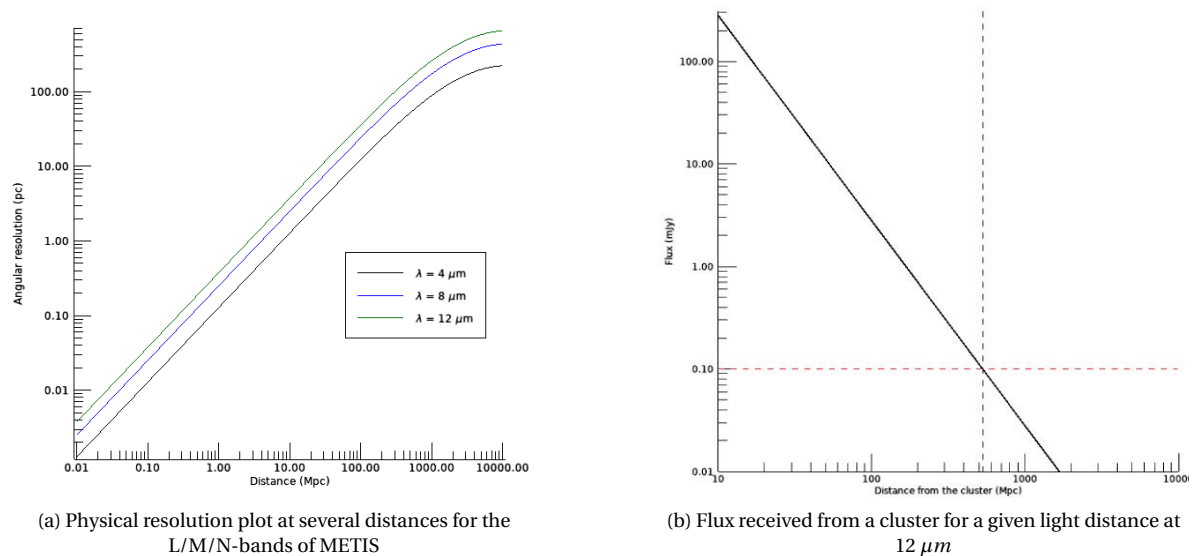 100.00
10.00
1.00
0.10
0.01
Angular resolution (pc)
λ = 4 μm
λ = 8 μm
λ = 12 μm
0.01 0.10 1.00 10.00 100.00 1000.00 10000.00
Distance (Mpc)
(a) Physical resolution plot at several distances for the
L/M/N-bands of METIS
100.00
10.00
1.00
0.10
0.01
Flux (mJy)
10 100 1000 10000
Distance from the cluster (Mpc)
(b) Flux received from a cluster for a given light distance at
12 μm